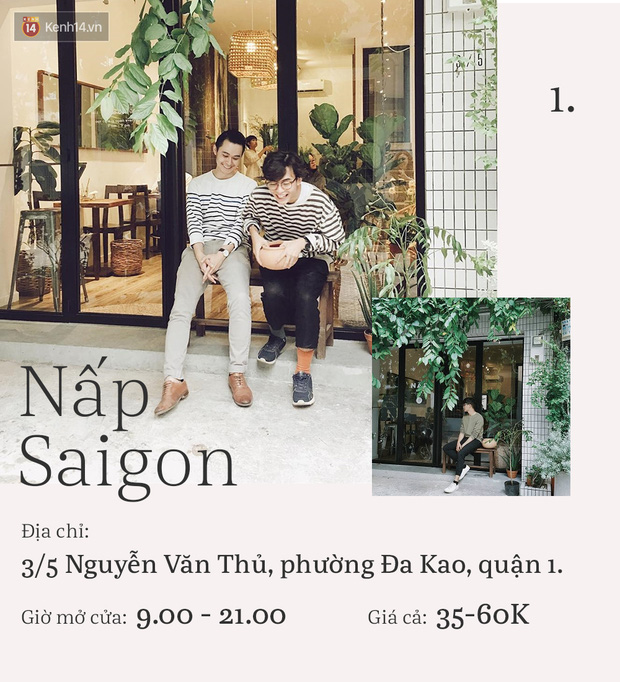 14
Kenh14.vn
1.
Nấp
Saigon
Địa chỉ:
3/5 Nguyễn Văn Thủ, phường Đa Kao, quận 1.
Giờ mở cửa: 9.00 - 21.00
Giá cả: 35-60K